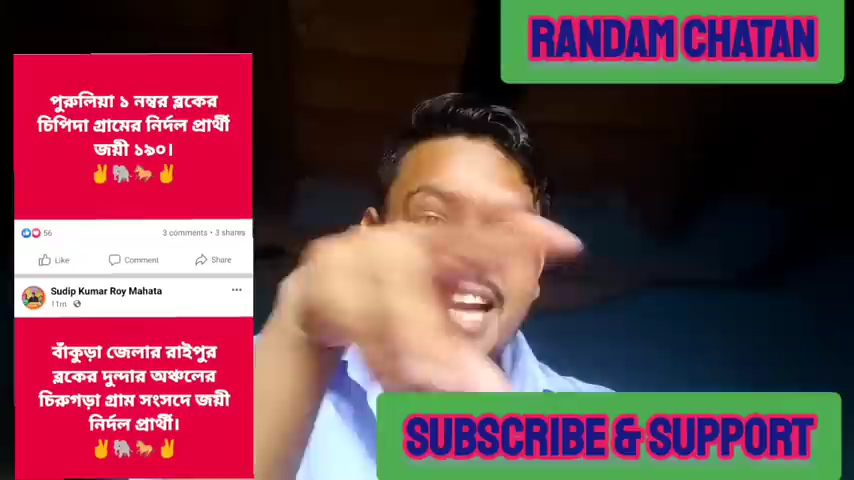 RANDAM CHATAN
পুরুলিয়া ১ নম্বর ব্লকের
চিপিদা গ্রামের নির্দল প্রার্থী
জয়ী ১৯০।
56
3 comments • 3 shares
Like
Comment
Share
Sudip Kumar Roy Mahata
11m
বাঁকুড়া জেলার রাইপুর
ব্লকের দুন্দার অঞ্চলের
চিরুগড়া গ্রাম সংসদে জয়ী
নির্দল প্রার্থী।
SUBSCRIBE & SUPPORT